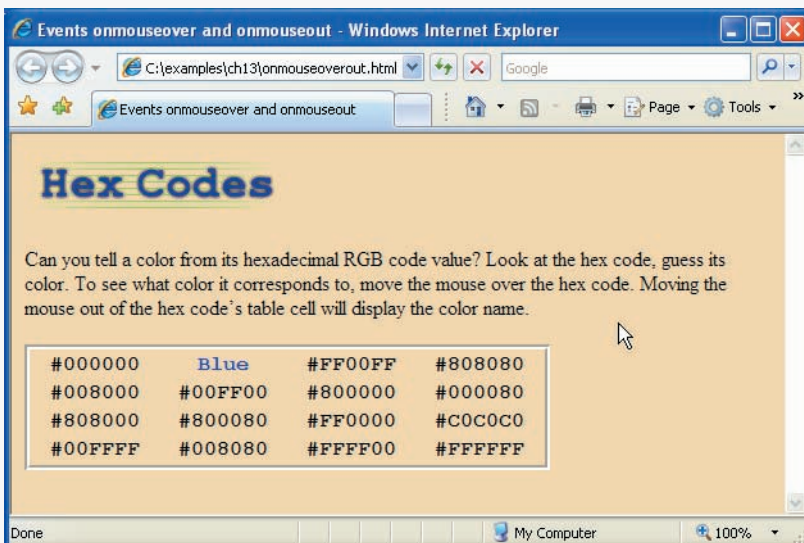 Events onmouseover and onmouseout - Windows Internet Explorer
C:\examples\ch13\onmouseoverout.html Google
Events onmouseover and onmouseout Page Tools »
Hex Codes
Can you tell a color from its hexadecimal RGB code value? Look at the hex code, guess its
color. To see what color it corresponds to, move the mouse over the hex code. Moving the
mouse out of the hex code’s table cell will display the color name.
#000000 Blue #FF00FF #808080
#008000 #00FF00 #800000 #000080
#808000 #800080 #FF0000 #C0C0C0
#00FFFF #008080 #FFFF00 #FFFFFF
Done My Computer 100%